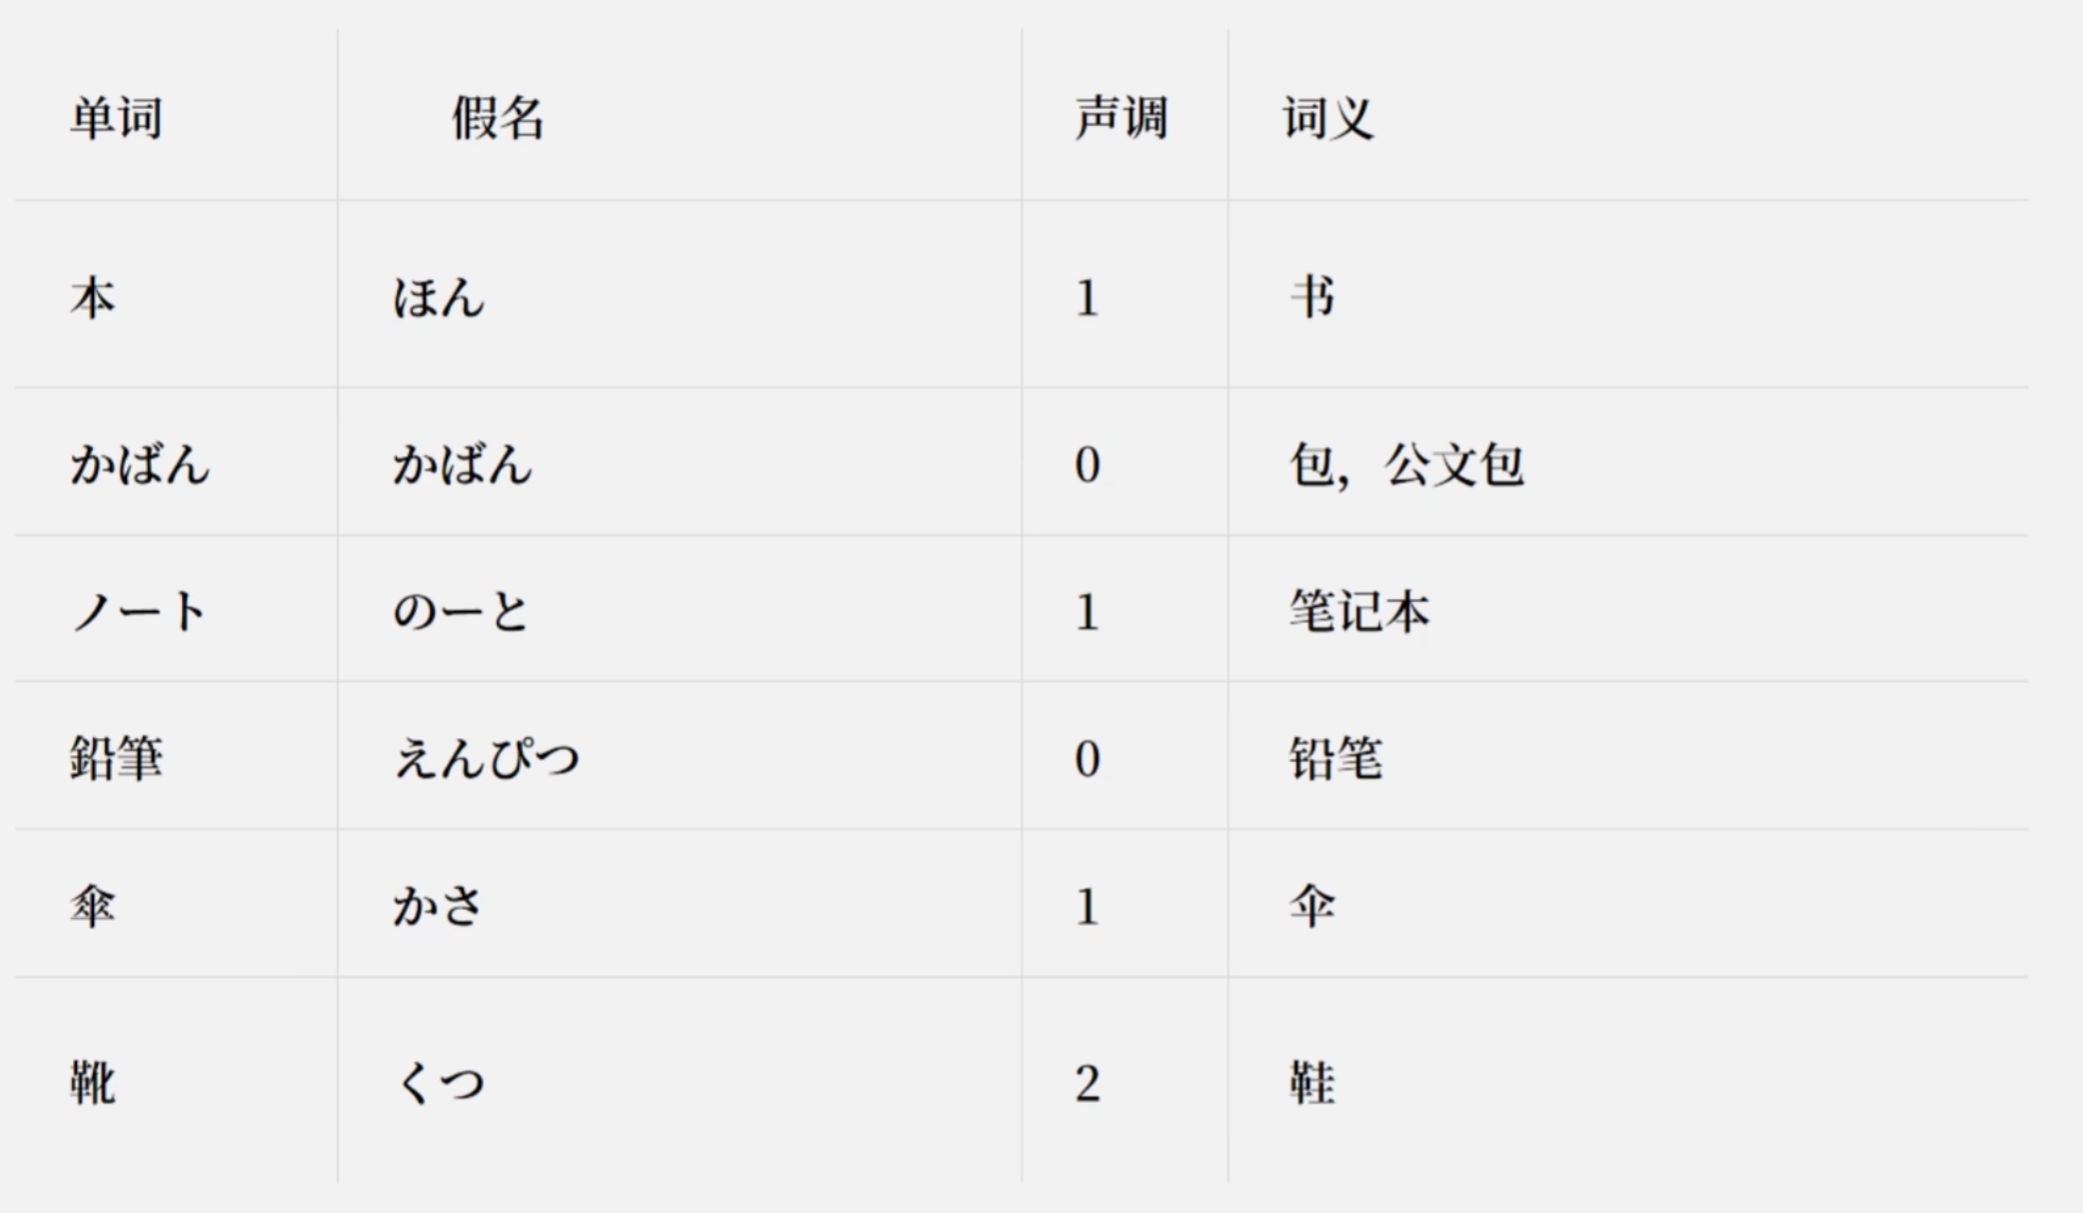 单词 假名 声调 词义
本 ほん 1 书
かばん かばん 0 包，公文包
ノート のーと 1 笔记本
鉛筆 えんぴつ 0 铅笔
傘 かさ 1 伞
靴 くつ 2 鞋